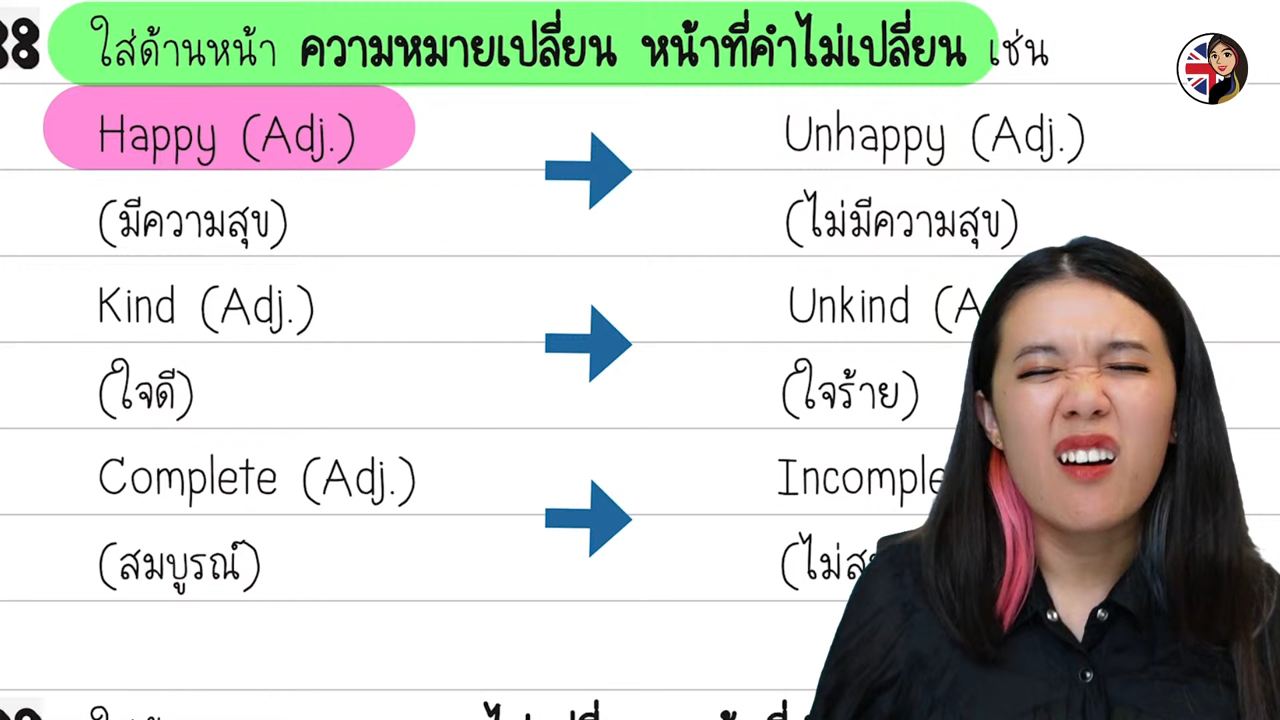 ใส่ด้านหน้า ความหมายเปลี่ยน หน้าที่คำไม่เปลี่ยน เช่น
Happy (Adj.) Unhappy (Adj.)
(มีความสุข) (ไม่มีความสุข)
Kind (Adj.) Unkind
(ใจดี) (ใจร้าย)
Complete (Adj.)
(สมบูรณ์)